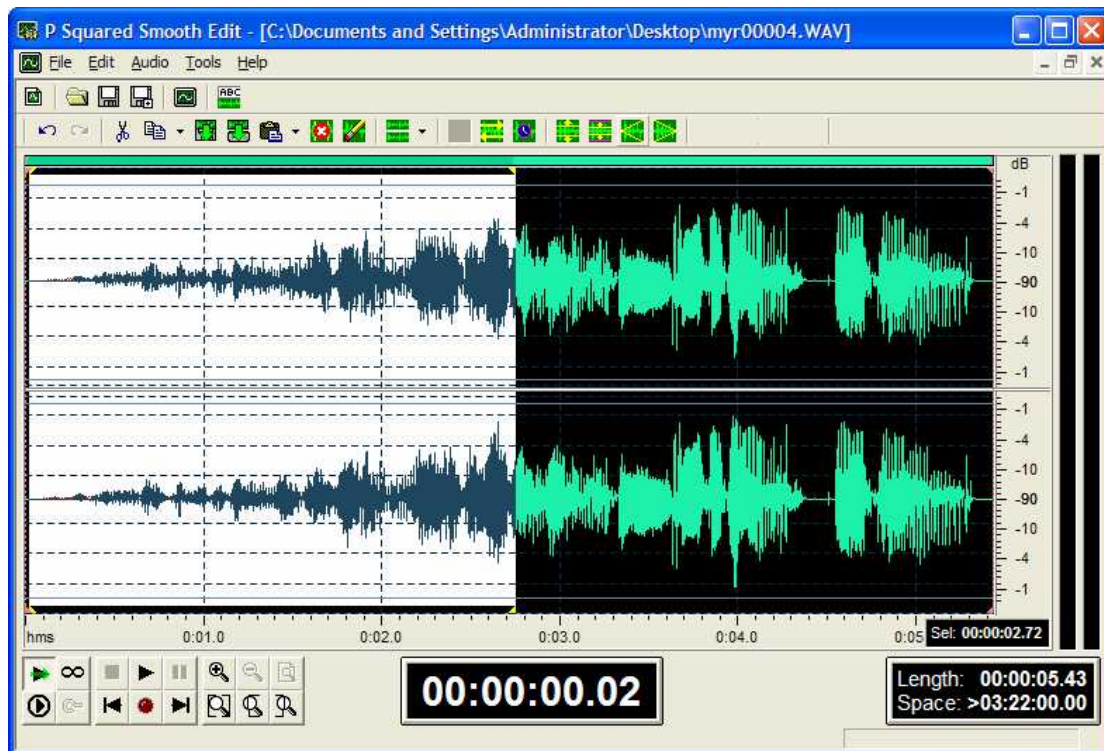 P Squared Smooth Edit - [C:\Documents and Settings\Administrator\Desktop\myr00004.WAV]
File Edit Audio Tools Help
ABC
dB
-1
-4
-10
-90
-10
-4
-1
-1
-4
-10
-90
-10
-4
-1
hms 0:01.0 0:02.0 0:03.0 0:04.0 0:05 Sel: 00:00:02.72
00:00:00.02
Length: 00:00:05.43
Space: >03:22:00.00